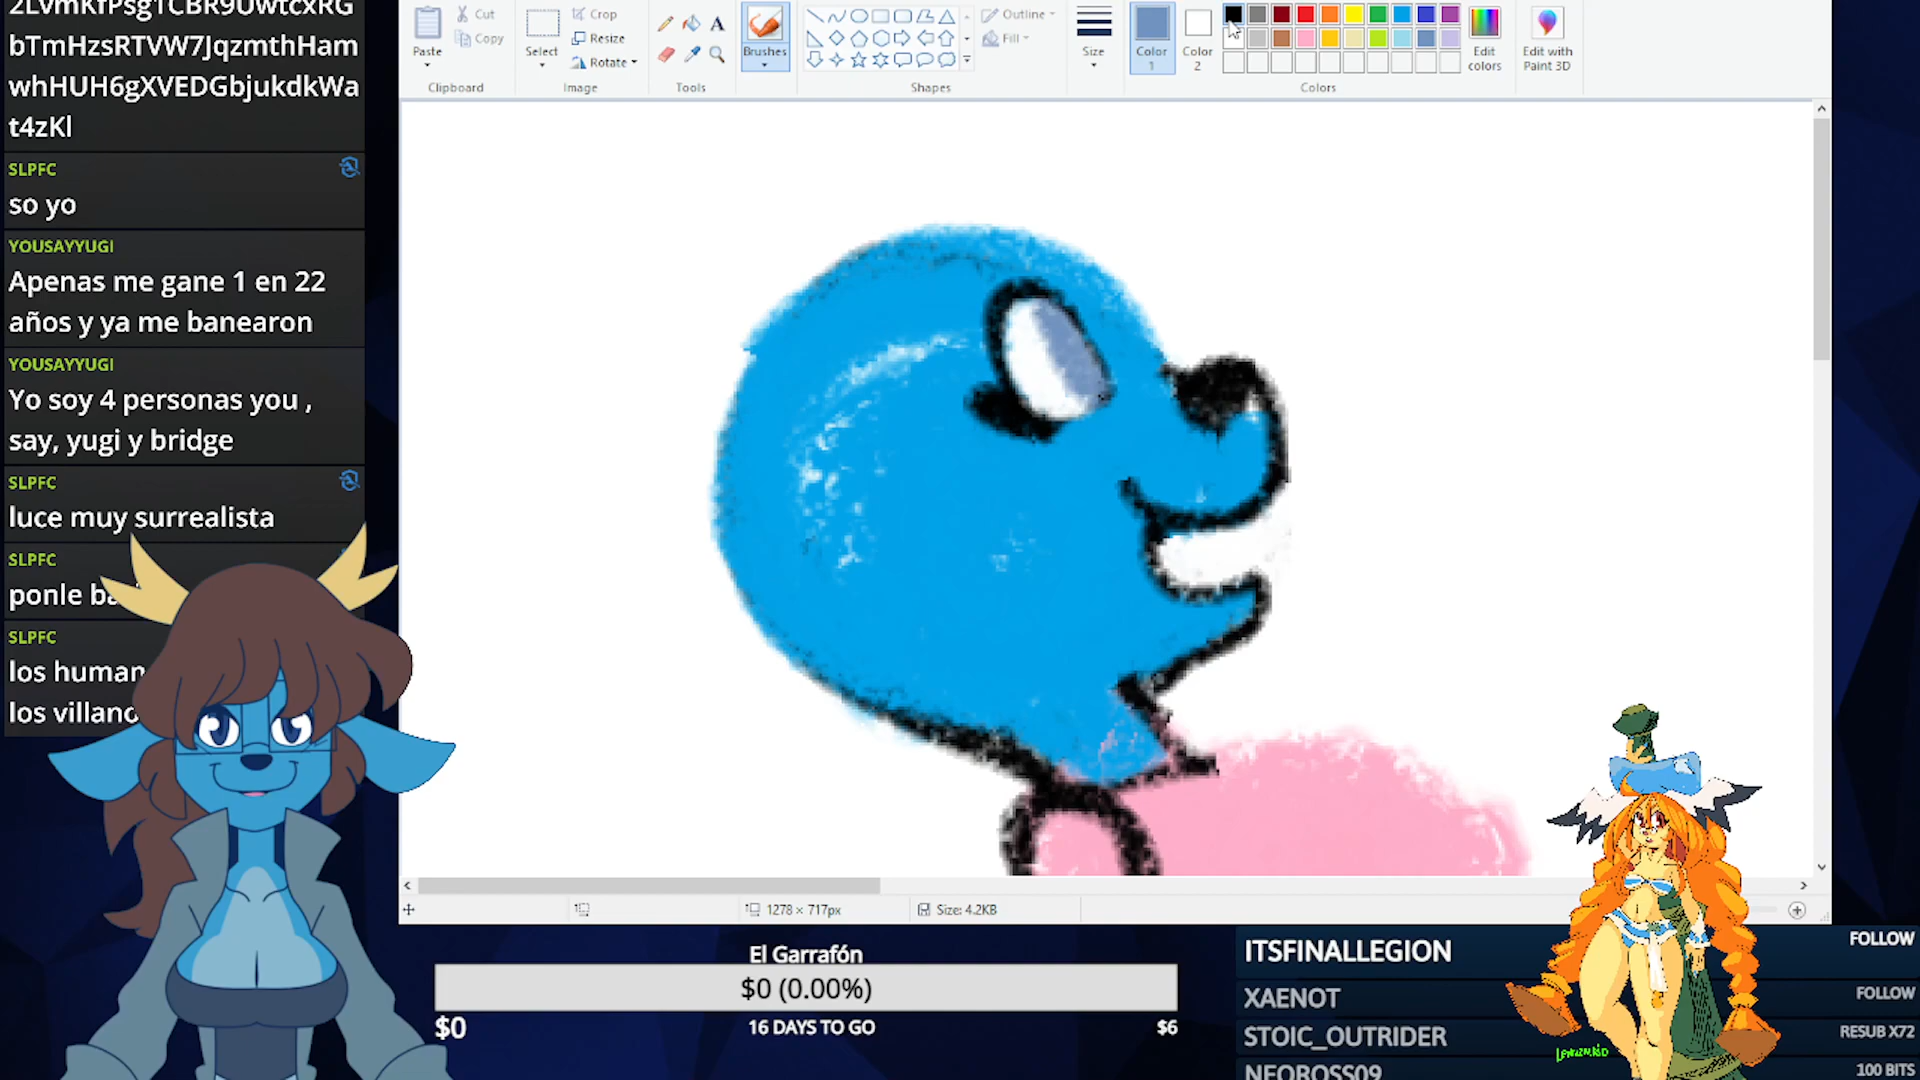 2LvmKfPsg1CBR9UwtcxRG
bTmHzsRTVW7JqzmthHam
whHUH6gXVEDGbjukdkWa
t4zKl
SLPFC
so yo
YOUSAYYUGI
Apenas me gane 1 en 22
años y ya me banearon
YOUSAYYUGI
Yo soy 4 personas you ,
say, yugi y bridge
SLPFC
luce muy surrealista
SLPFC
ponle
SLPFC
los
los
Paste
Cut
Copy
Clipboard
Select
Crop
Resize
Rotate
Image
A
Tools
Brushes
Outline
Fill
Shapes
Size
Color
1
Color
2
Edit
colors
Colors
Edit with
Paint 3D
1278 × 717px
Size: 4.2KB
El Garrafón
$0 (0.00%)
$0
16 DAYS TO GO
$6
ITSFINALLEGION FOLLOW
XAENOT FOLLOW
STOIC_OUTRIDER RESUB X72
NEOROSS09 100 BITS